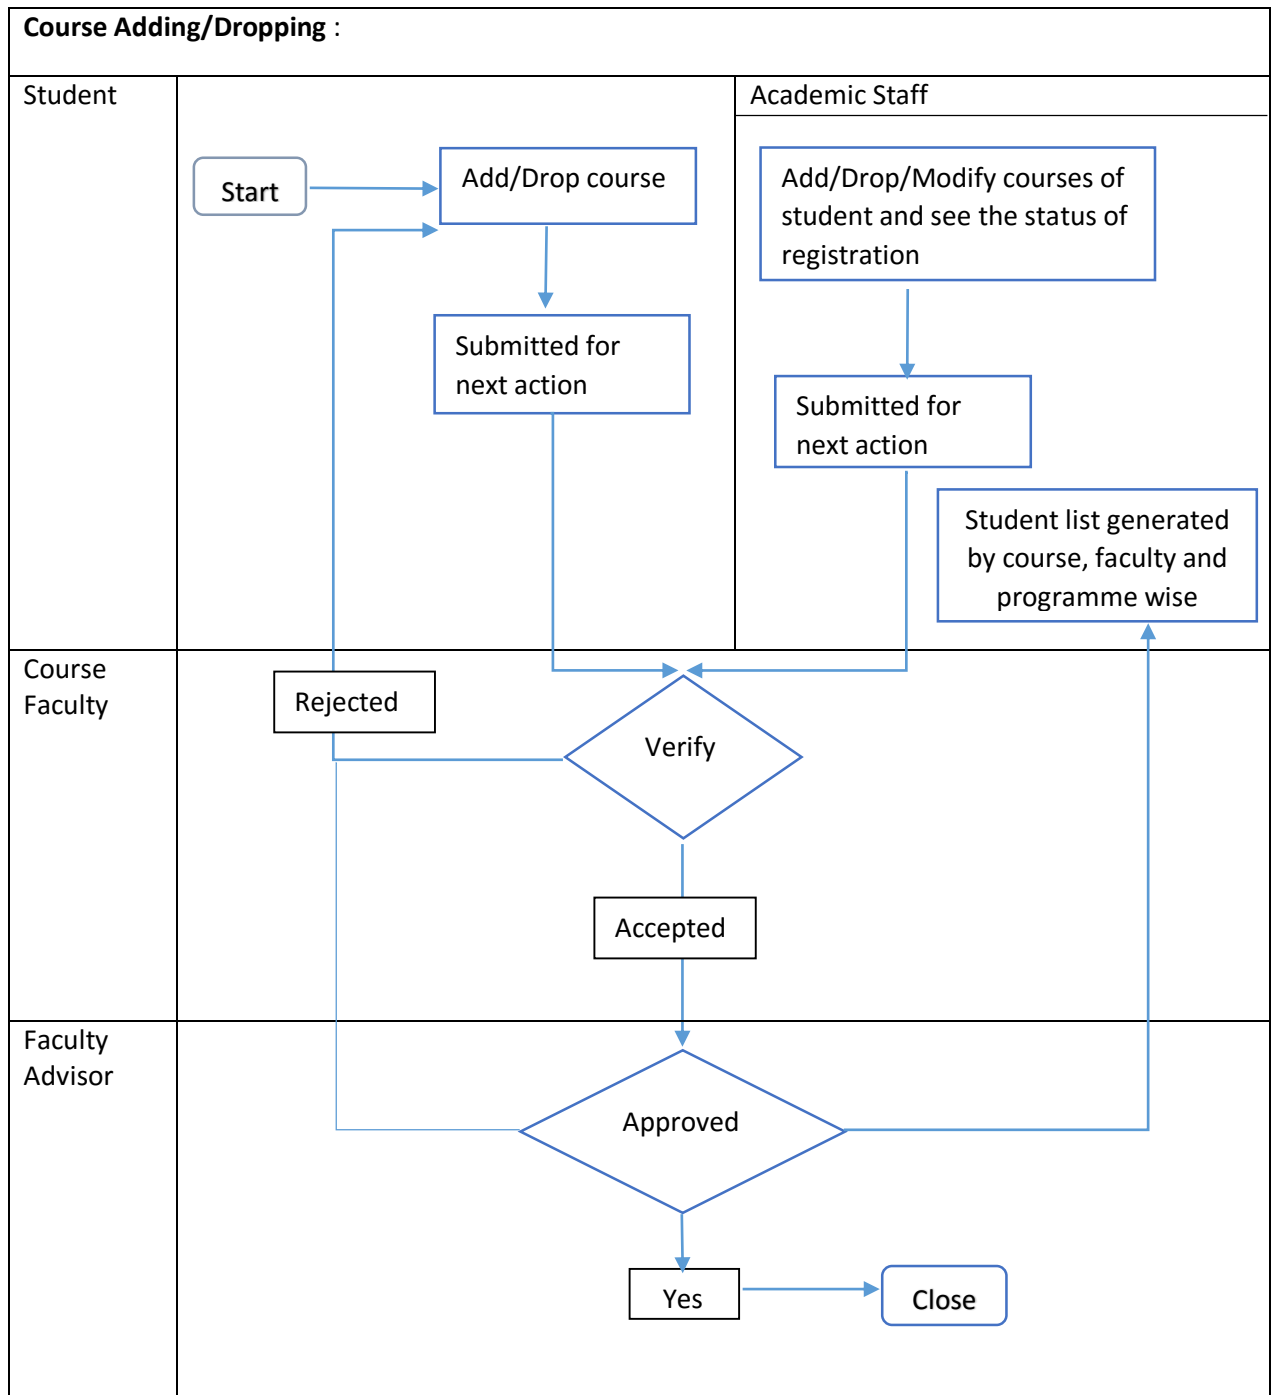 Course Adding/Dropping :
Student
Academic Staff
Start
Add/Drop course
Add/Drop/Modify courses of
student and see the status of
registration
Submitted for
next action
Submitted for
next action
Student list generated
by course, faculty and
programme wise
Course
Faculty
Rejected
Verify
Accepted
Faculty
Advisor
Approved
Yes
Close